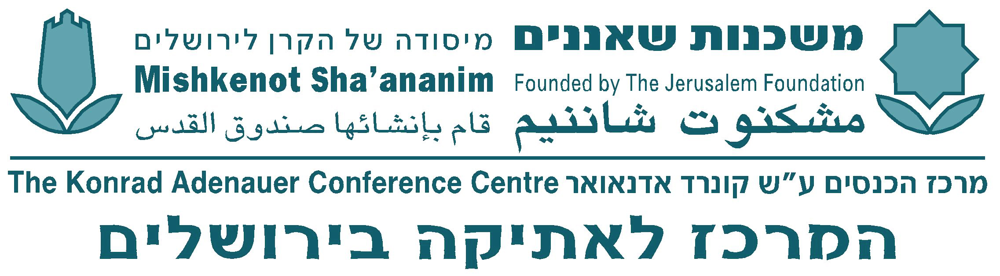 משכנות שאננים מיסודה של הקרן לירושלים
Mishkenot Sha'ananim Founded by The Jerusalem Foundation
مشكنوت شاننيم قام بإنشائها صندوق القدس
The Konrad Adenauer Conference Centre מרכז הכנסים ע"ש קונרד אדנאואר
המרכז לאתיקה בירושלים